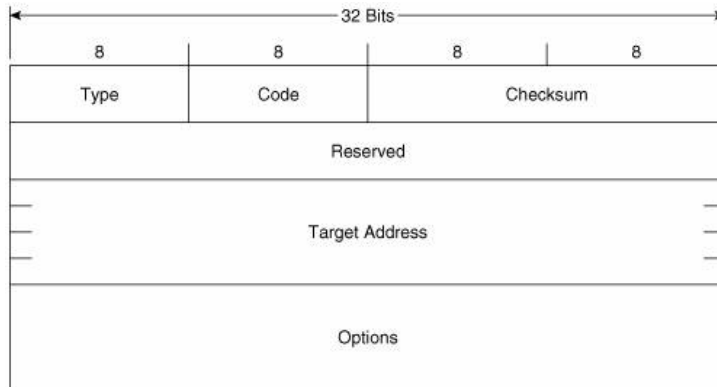 32 Bits
8 8 8 8
Type Code Checksum
Reserved
Target Address
Options